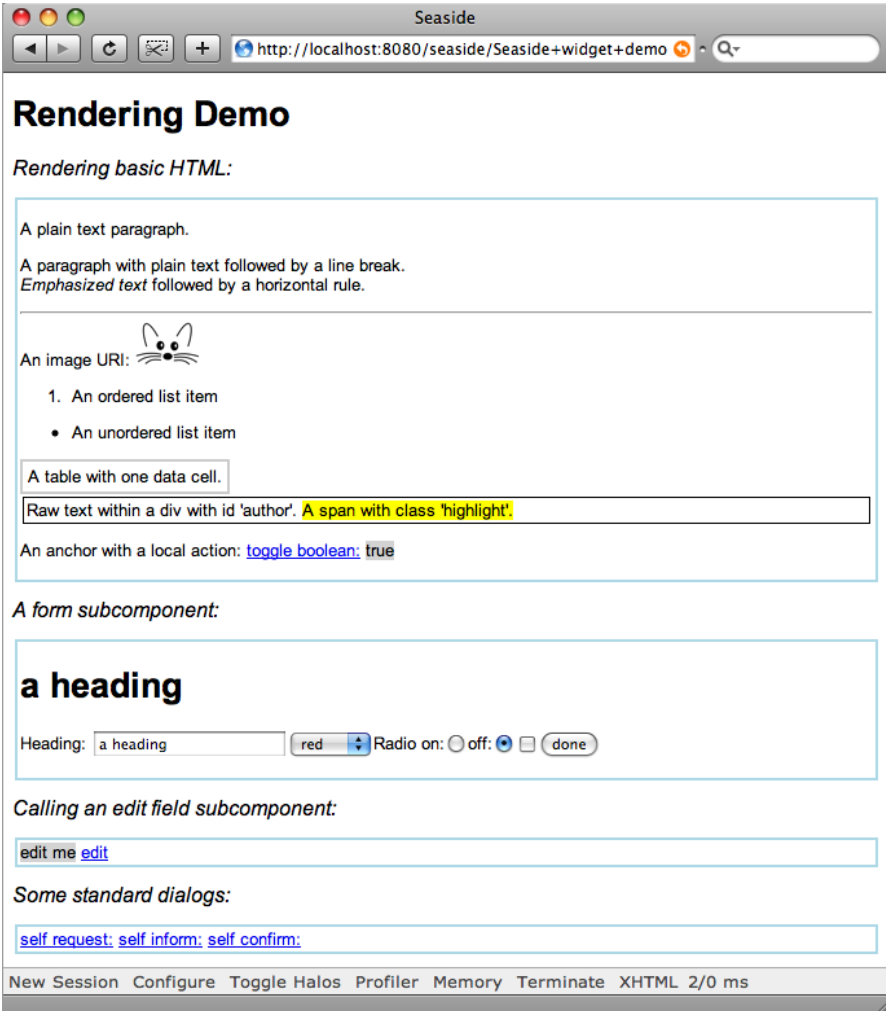 Seaside
http://localhost:8080/seaside/Seaside+widget+demo
Rendering Demo
Rendering basic HTML:
A plain text paragraph.
A paragraph with plain text followed by a line break.
Emphasized text followed by a horizontal rule.
An image URI:
1. An ordered list item
• An unordered list item
A table with one data cell.
Raw text within a div with id 'author'. A span with class 'highlight'.
An anchor with a local action: toggle boolean: true
A form subcomponent:
a heading
Heading: a heading red Radio on: off: done
Calling an edit field subcomponent:
edit me edit
Some standard dialogs:
self request: self inform: self confirm:
New Session Configure Toggle Halos Profiler Memory Terminate XHTML 2/0 ms